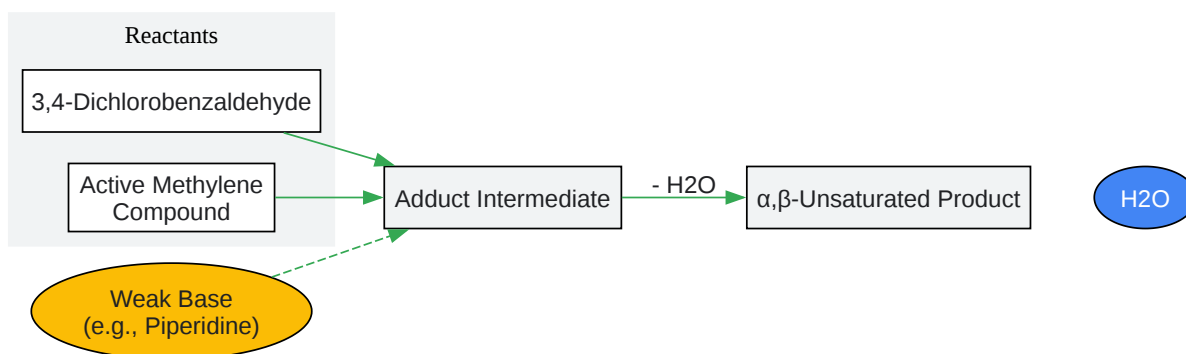 Reactants
3,4-Dichlorobenzaldehyde
Active Methylene
Compound
Weak Base
(e.g., Piperidine)
Adduct Intermediate
- H2O
α,β-Unsaturated Product
H2O